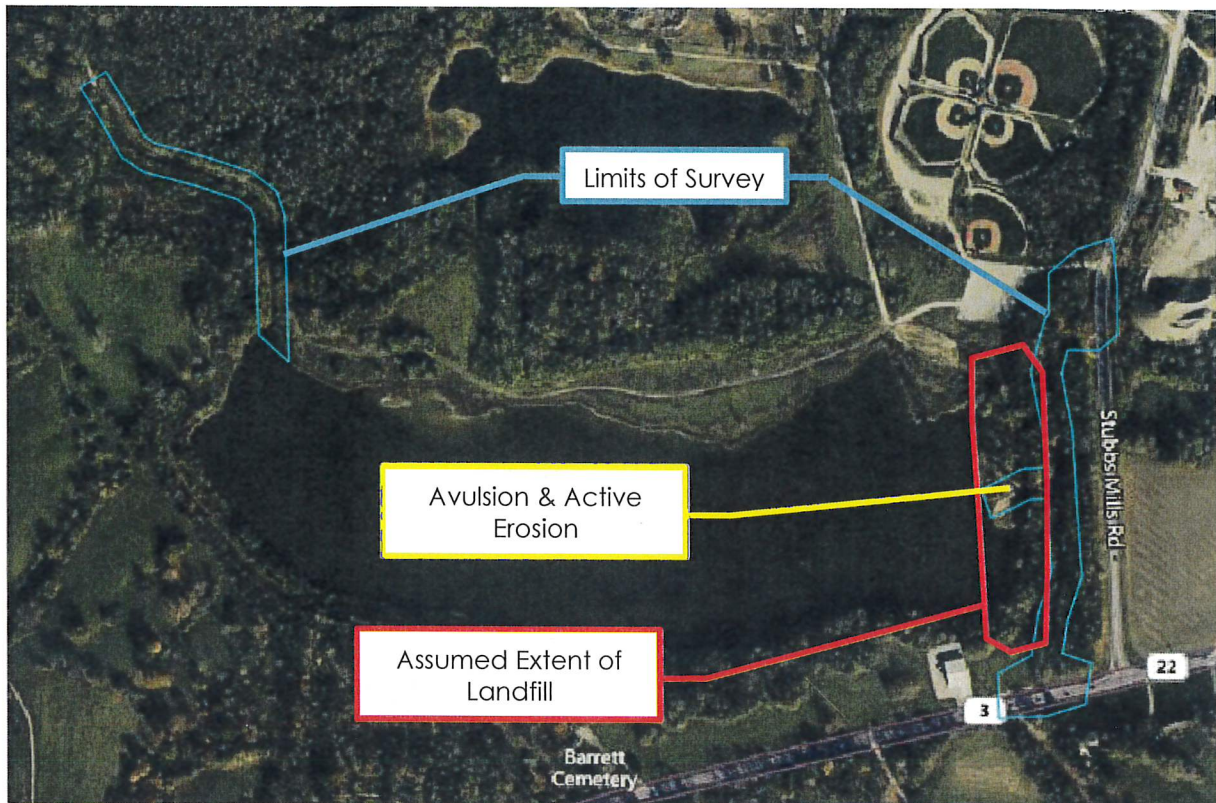 Limits of Survey
Avulsion & Active
Erosion
Stubbs Mills Rd
Assumed Extent of
Landfill
22
3
Barrett
Cemetery